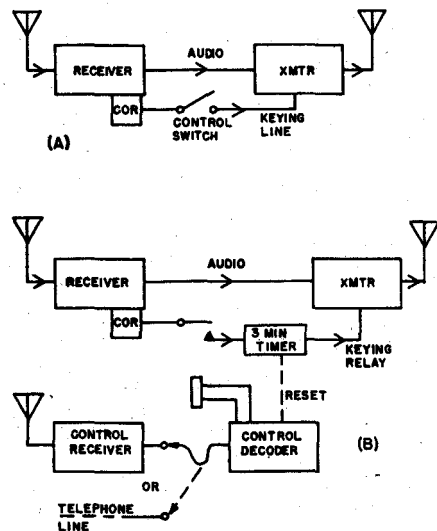 RECEIVER
AUDIO
XMTR
COR
CONTROL
SWITCH
KEYING
LINE
(A)
RECEIVER
AUDIO
XMTR
COR
3 MIN
TIMER
KEYING
RELAY
RESET
CONTROL
RECEIVER
CONTROL
DECODER
(B)
OR
TELEPHONE
LINE